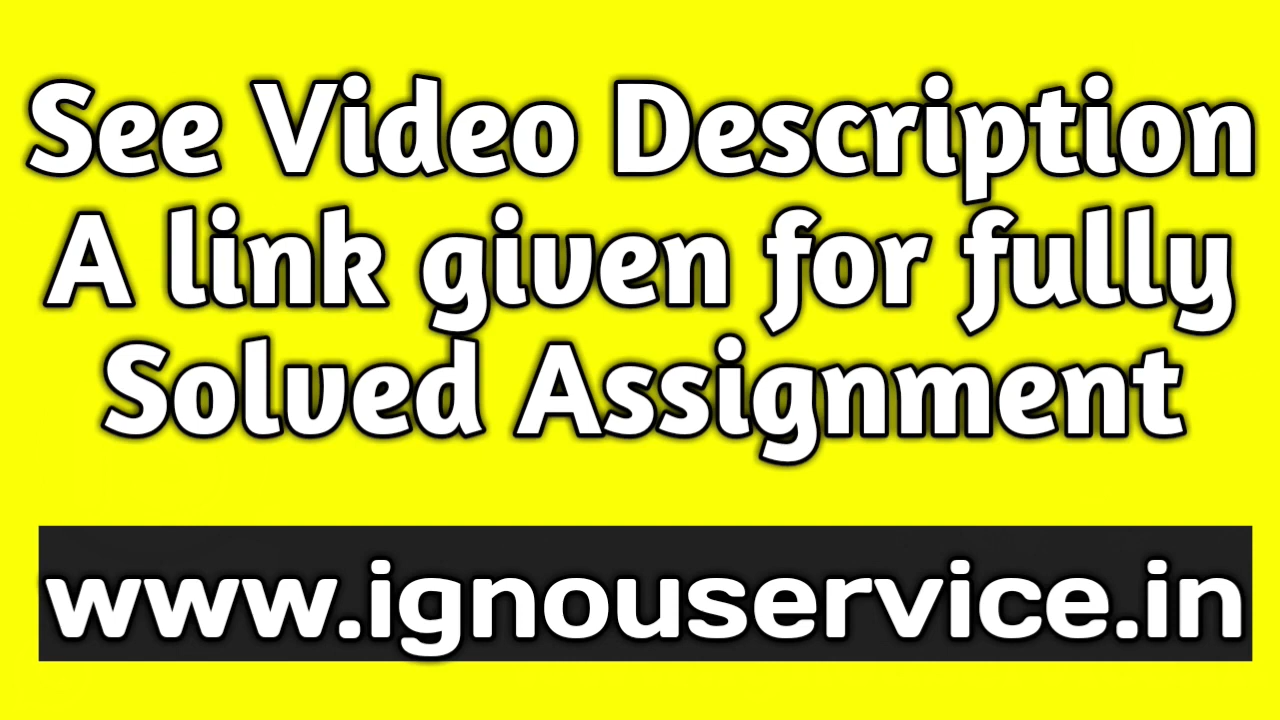 See Video Description
A link given for fully
Solved Assignment
www.ignouservice.in